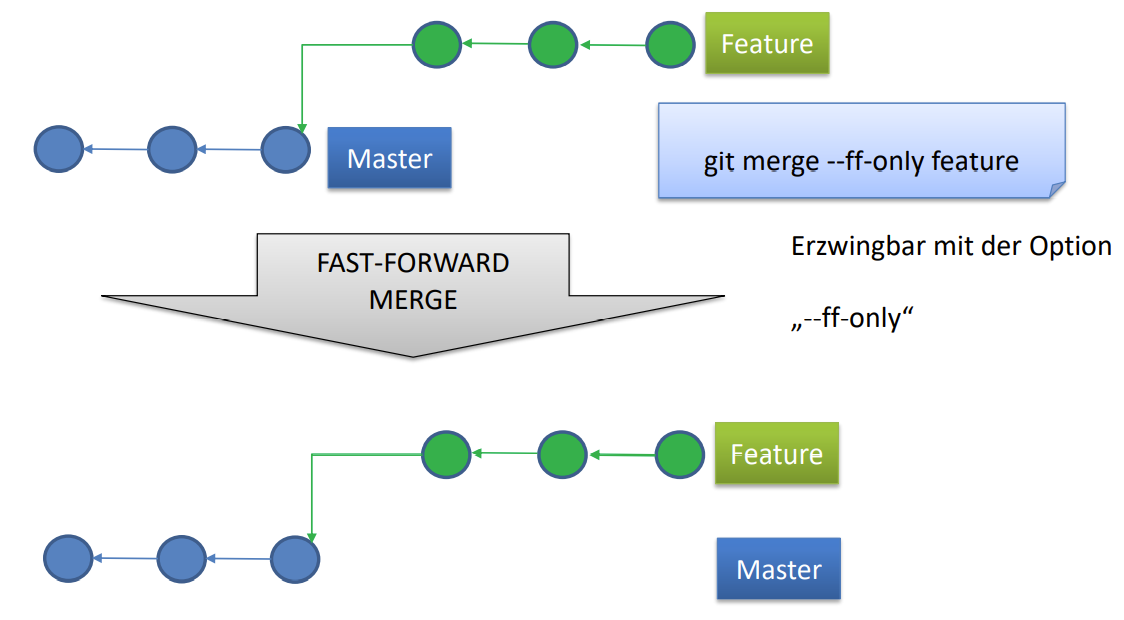 Feature
Master
git merge --ff-only feature
FAST-FORWARD
MERGE
Erzwingbar mit der Option
„--ff-only“
Feature
Master